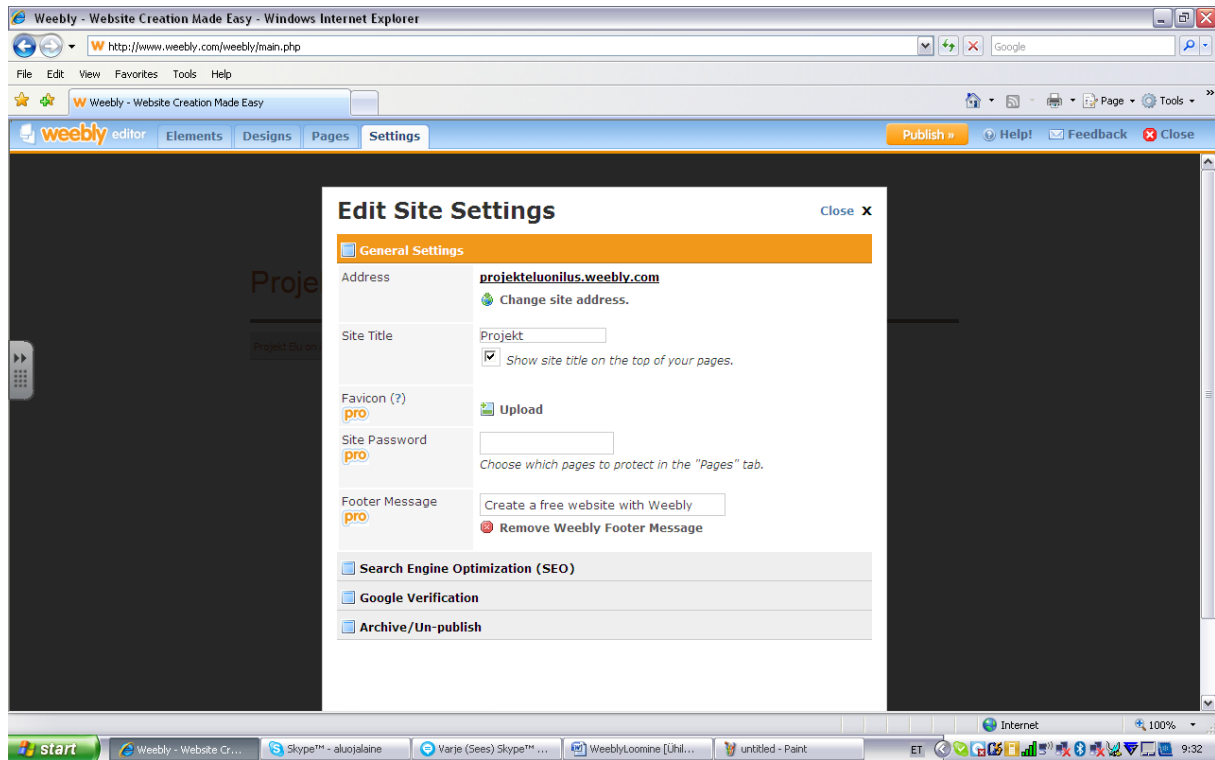 Weebly - Website Creation Made Easy - Windows Internet Explorer
http://www.weebly.com/weebly/main.php
Google
File Edit View Favorites Tools Help
Weebly - Website Creation Made Easy
Page Tools
weebly editor Elements Designs Pages Settings Publish » Help! Feedback Close
Edit Site Settings
Close X
General Settings
Address
projekteluonilus.weebly.com
Change site address.
Site Title
Projekt
Show site title on the top of your pages.
Proje
Projekt Elu on
Favicon (?)
pro
Upload
Site Password
pro
Choose which pages to protect in the "Pages" tab.
Footer Message
pro
Create a free website with Weebly
Remove Weebly Footer Message
Search Engine Optimization (SEO)
Google Verification
Archive/Un-publish
Internet 100%
start Weebly - Website Cr... Skype™ - aluojalaine Varje (Sees) Skype™ ... WeeblyLoomine [Ühil... untitled - Paint ET 9:32